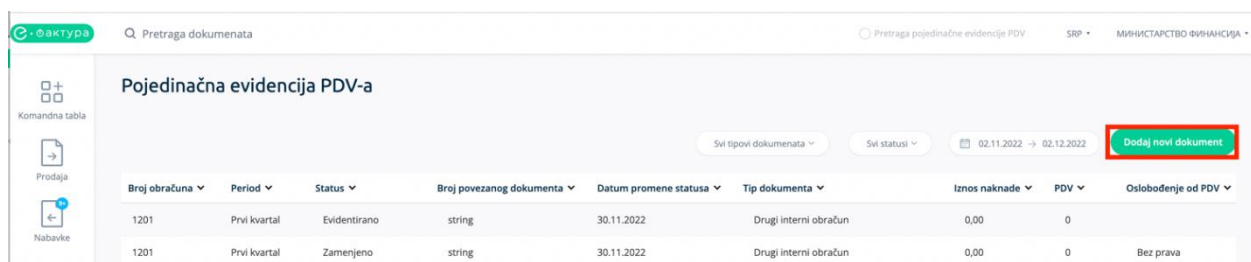 е-Фактура Pretraga dokumenata Pretraga pojedinačne evidencije PDV SRP МИНИСТАРСТВО ФИНАНСИЈА
Pojedinačna evidencija PDV-a
Komandna tabla
Svi tipovi dokumenata Svi statusi 02.11.2022 → 02.12.2022 Dodaj novi dokument
Prodaja
Broj obračuna Period Status Broj povezanog dokumenta Datum promene statusa Tip dokumenta Iznos naknade PDV Oslobođenje od PDV
9+
1201 Prvi kvartal Evidentirano string 30.11.2022 Drugi interni obračun 0,00 0
Nabavke
1201 Prvi kvartal Zamenjeno string 30.11.2022 Drugi interni obračun 0,00 0 Bez prava